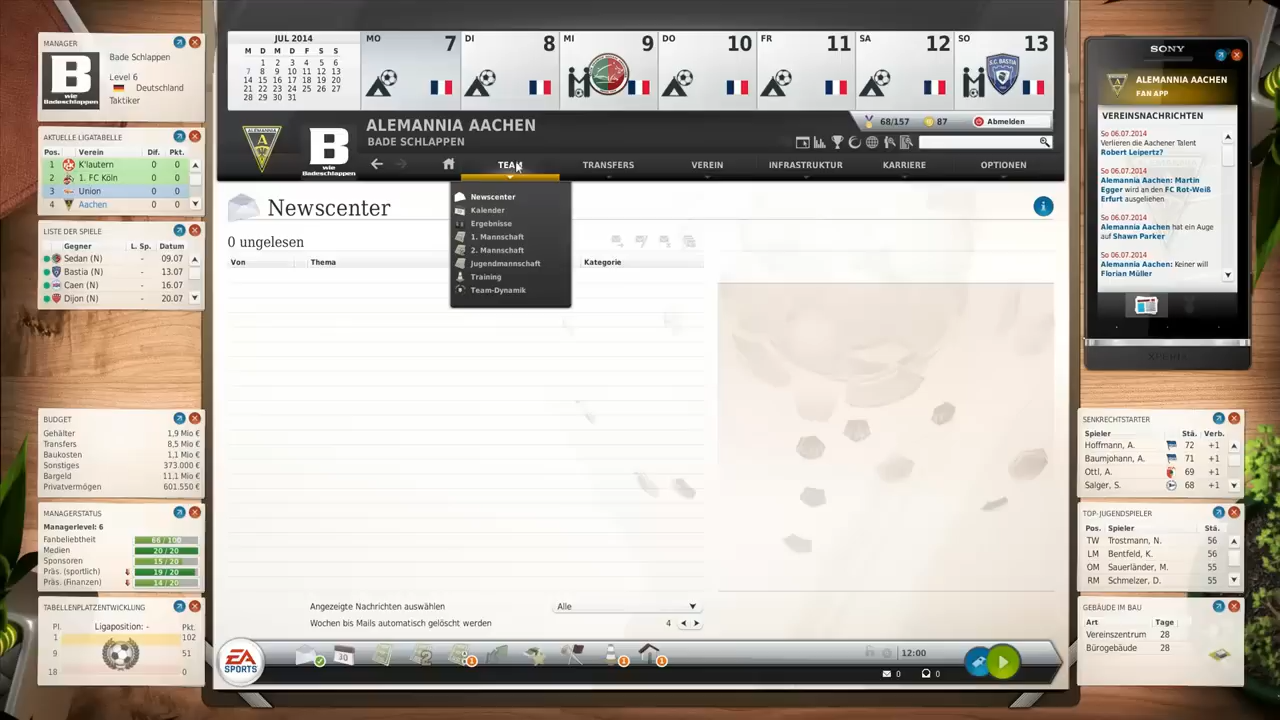 MANAGER
B
wie
Badeschlappen
Bade Schlappen
Level 6
Deutschland
Taktiker
AKTUELLE LIGATABELLE
Pos. Verein Dif. Pkt.
1 K'lautern 0 0
2 1. FC Köln 0 0
3 Union 0 0
4 Aachen 0 0
LISTE DER SPIELE
Gegner L. Sp. Datum
Sedan (N) - 09.07
Bastia (N) - 13.07
Caen (N) - 16.07
Dijon (N) - 20.07
BUDGET
Gehälter 1,9 Mio €
Transfers 8,5 Mio €
Baukosten 1,1 Mio €
Sonstiges 373.000 €
Bargeld 11,1 Mio €
Privatvermögen 601.550 €
MANAGERSTATUS
Managerlevel: 6
Fanbeliebtheit 66 / 100
Medien 20 / 20
Sponsoren 15 / 20
Präs. (sportlich) 19 / 20
Präs. (Finanzen) 14 / 20
TABELLENPLATZENTWICKLUNG
Pl. Ligaposition: - Pkt.
1 102
9 51
18 0
JUL 2014
M D M D F S S
1 2 3 4 5 6
7 8 9 10 11 12 13
14 15 16 17 18 19 20
21 22 23 24 25 26 27
28 29 30 31
MO 7
DI 8
MI 9
DO 10
FR 11
SA 12
SO 13
S.C. BASTIA
ALEMANNIA
B
wie
Badeschlappen
ALEMANNIA AACHEN
BADE SCHLAPPEN
68/157 87 Abmelden
TEAM TRANSFERS VEREIN INFRASTRUKTUR KARRIERE OPTIONEN
Newscenter
Kalender
Ergebnisse
1. Mannschaft
2. Mannschaft
Jugendmannschaft
Training
Team-Dynamik
Newscenter
0 ungelesen
Von Thema Kategorie
Angezeigte Nachrichten auswählen Alle
Wochen bis Mails automatisch gelöscht werden 4
EA
SPORTS
30
2
1
1
1
12:00
0 0
SONY
ALEMANNIA AACHEN
FAN APP
VEREINSNACHRICHTEN
So 06.07.2014
Verlieren die Aachener Talent
Robert Leipertz?
So 06.07.2014
Alemannia Aachen: Martin
Egger wird an den FC Rot-Weiß
Erfurt ausgeliehen
So 06.07.2014
Alemannia Aachen hat ein Auge
auf Shawn Parker
So 06.07.2014
Alemannia Aachen: Keiner will
Florian Müller
XPERIA
SENKRECHTSTARTER
Spieler Stä. Verb.
Hoffmann, A. 72 +1
Baumjohann, A. 71 +1
Ottl, A. 69 +1
Salger, S. 68 +1
TOP-JUGENDSPIELER
Pos. Spieler Stä.
TW Trostmann, N. 56
LM Bentfeld, K. 56
OM Sauerländer, M. 55
RM Schmelzer, D. 55
GEBÄUDE IM BAU
Art Tage
Vereinszentrum 28
Bürogebäude 28